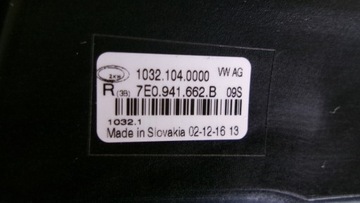 ZKW 1032.104.0000 VW AG
R (3B) 7E0.941.662.B 09S
1032.1
Made in Slovakia 02-12-16 13